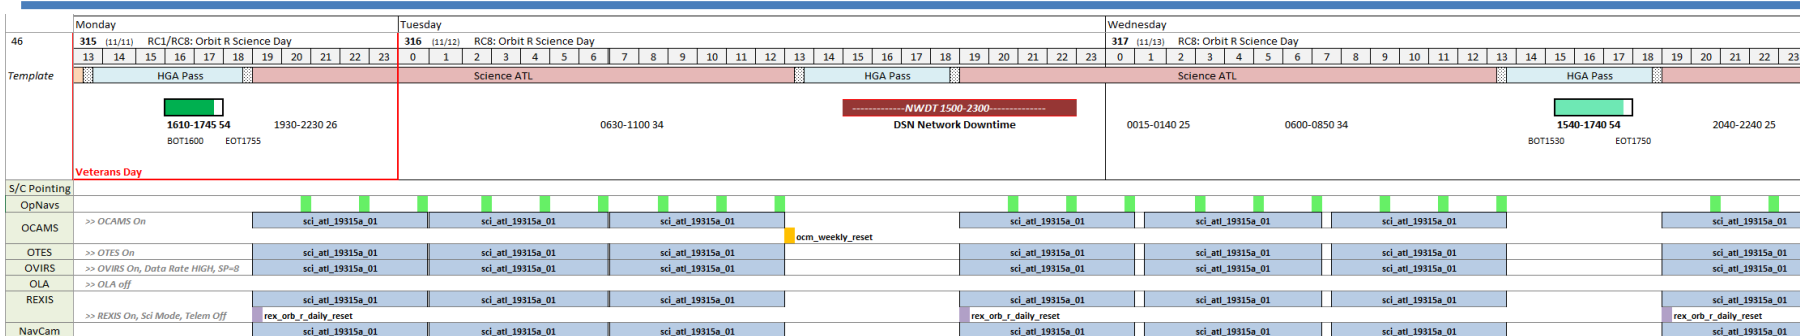 Monday Tuesday Wednesday
46 315 (11/11) RC1/RC8: Orbit R Science Day 316 (11/12) RC8: Orbit R Science Day 317 (11/13) RC8: Orbit R Science Day
13 14 15 16 17 18 19 20 21 22 23 0 1 2 3 4 5 6 7 8 9 10 11 12 13 14 15 16 17 18 19 20 21 22 23 0 1 2 3 4 5 6 7 8 9 10 11 12 13 14 15 16 17 18 19 20 21 22 23
Template HGA Pass Science ATL HGA Pass Science ATL HGA Pass
------------NWDT 1500-2300-------------
1610-1745 54 1930-2230 26 0630-1100 34 DSN Network Downtime 0015-0140 25 0600-0850 34 1540-1740 54 2040-2240 25
BOT1600 EOT1755 BOT1530 EOT1750
Veterans Day
S/C Pointing
OpNavs
OCAMS >> OCAMS On sci_atl_19315a_01 sci_atl_19315a_01 sci_atl_19315a_01 sci_atl_19315a_01 sci_atl_19315a_01 sci_atl_19315a_01 sci_atl_19315a_01
ocm_weekly_reset
OTES >> OTES On sci_atl_19315a_01 sci_atl_19315a_01 sci_atl_19315a_01 sci_atl_19315a_01 sci_atl_19315a_01 sci_atl_19315a_01 sci_atl_19315a_01
OVIRS >> OVIRS On, Data Rate HIGH, SP=8 sci_atl_19315a_01 sci_atl_19315a_01 sci_atl_19315a_01 sci_atl_19315a_01 sci_atl_19315a_01 sci_atl_19315a_01 sci_atl_19315a_01
OLA >> OLA off
REXIS sci_atl_19315a_01 sci_atl_19315a_01 sci_atl_19315a_01 sci_atl_19315a_01 sci_atl_19315a_01 sci_atl_19315a_01 sci_atl_19315a_01
>> REXIS On, Sci Mode, Telem Off rex_orb_r_daily_reset rex_orb_r_daily_reset rex_orb_r_daily_reset
NavCam sci_atl_19315a_01 sci_atl_19315a_01 sci_atl_19315a_01 sci_atl_19315a_01 sci_atl_19315a_01 sci_atl_19315a_01 sci_atl_19315a_01